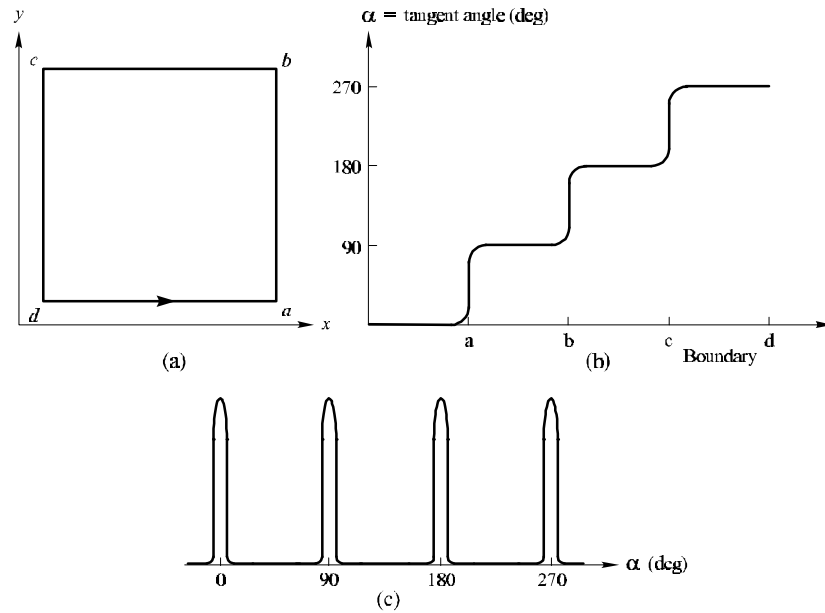 y
c
b
d
a
x
(a)
α = tangent angle (deg)
270
180
90
a b c d
Boundary
(b)
0 90 180 270
α (deg)
(c)